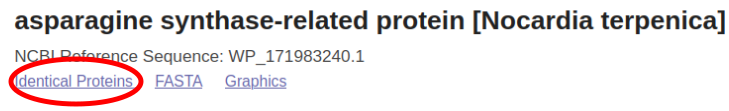 asparagine synthase-related protein [Nocardia terpenica]
NCBI Reference Sequence: WP_171983240.1
Identical Proteins FASTA Graphics